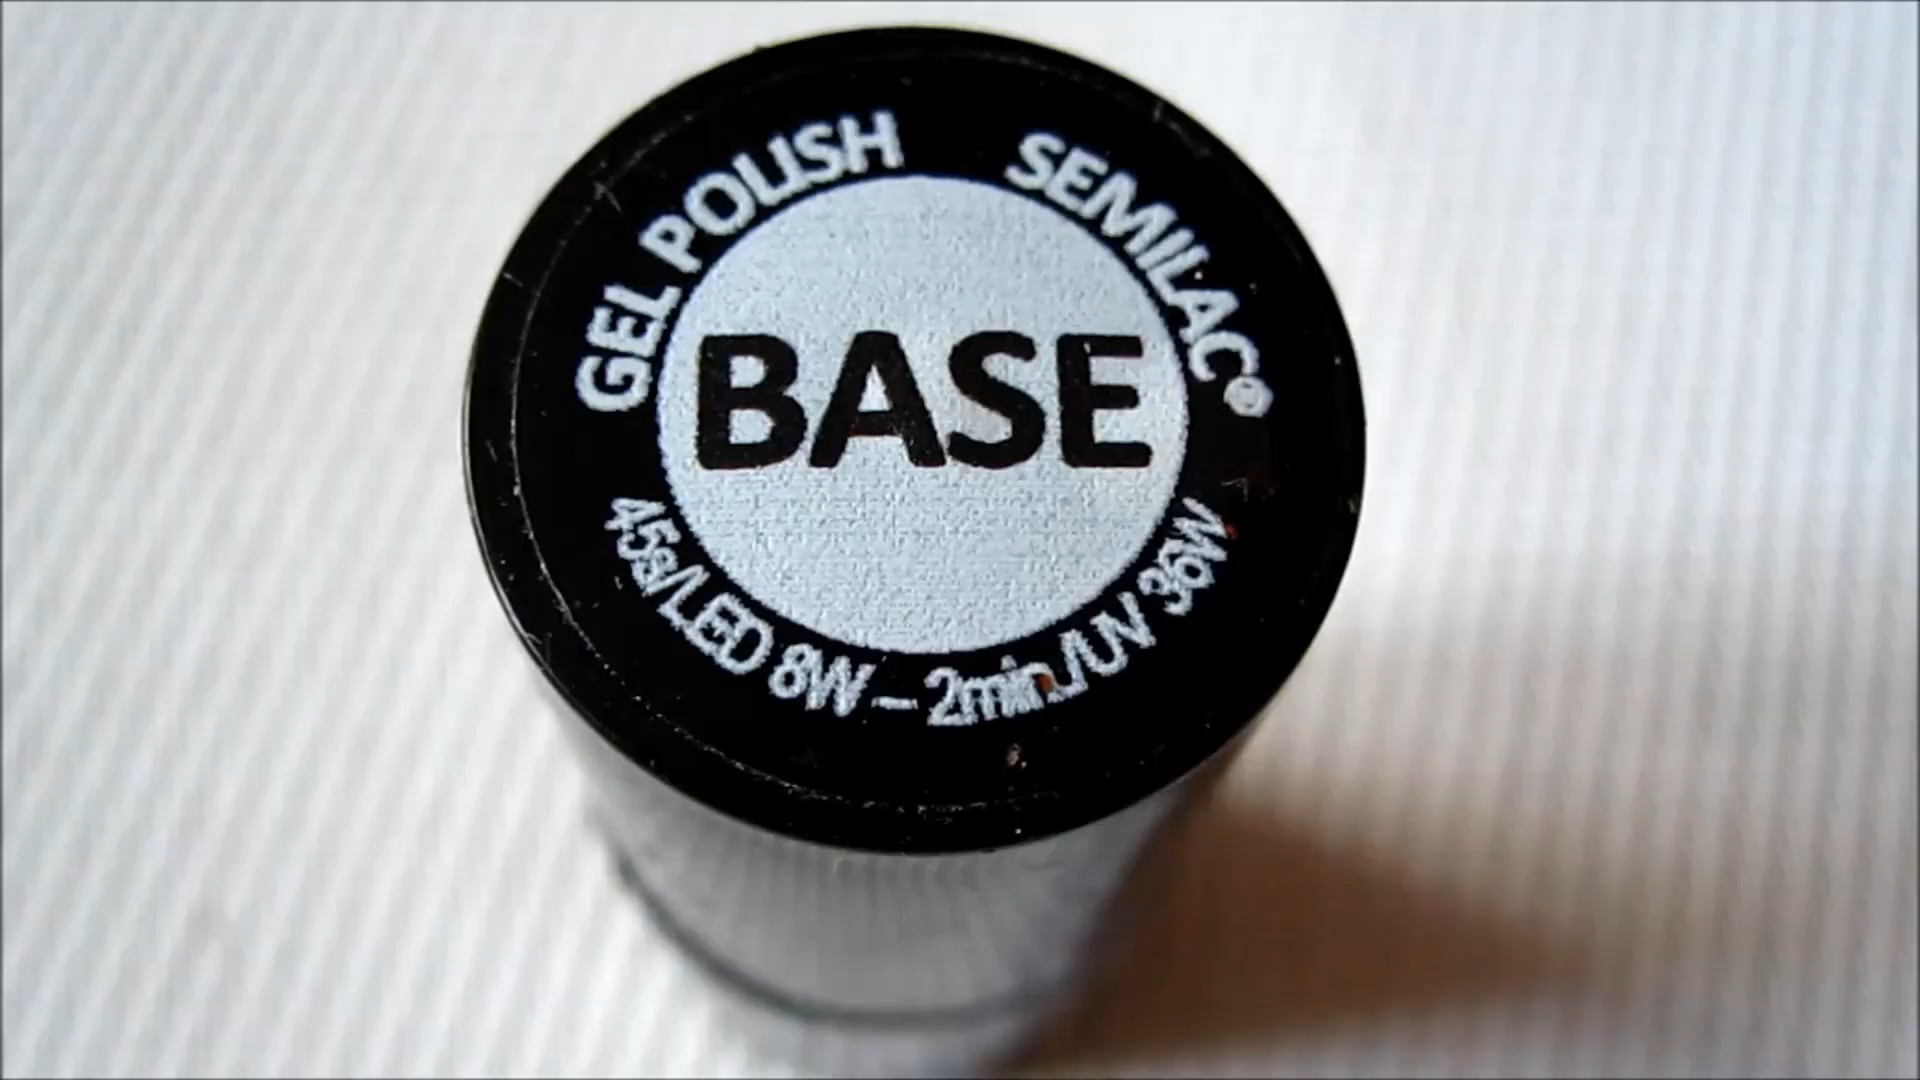 GEL POLISH SEMILAC®
BASE
45s/LED 8W – 2min./UV 36W